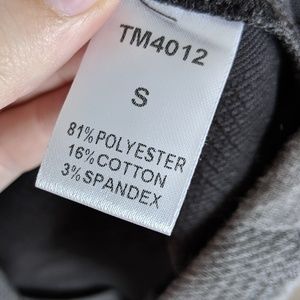 TM4012
S
81%POLYESTER
16%COTTON
3%SPANDEX